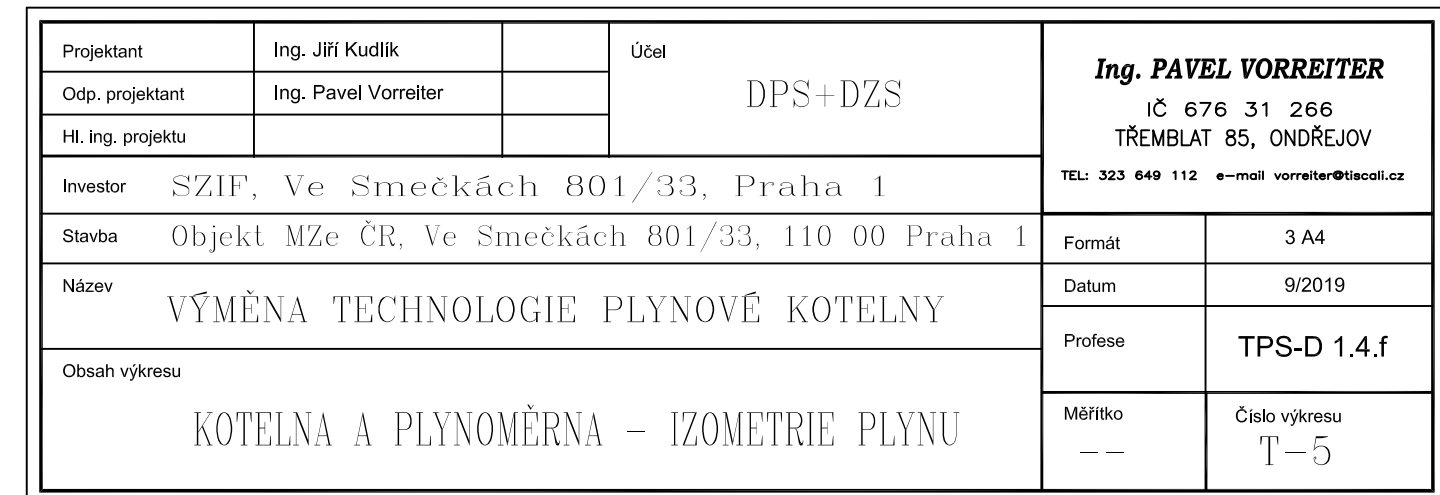 Projektant Ing. Jiří Kudlík
Odp. projektant Ing. Pavel Vorreiter
Hl. ing. projektu
Účel
DPS+DZS
Ing. PAVEL VORREITER
IČ 676 31 266
TŘEMBLAT 85, ONDŘEJOV
TEL: 323 649 112 e-mail vorreiter@tiscali.cz
Investor SZIF, Ve Smečkách 801/33, Praha 1
Stavba Objekt MZe ČR, Ve Smečkách 801/33, 110 00 Praha 1
Název VÝMĚNA TECHNOLOGIE PLYNOVÉ KOTELNY
Obsah výkresu
KOTELNA A PLYNOMĚRNA - IZOMETRIE PLYNU
Formát 3 A4
Datum 9/2019
Profese TPS-D 1.4.f
Měřítko
--
Číslo výkresu
T-5